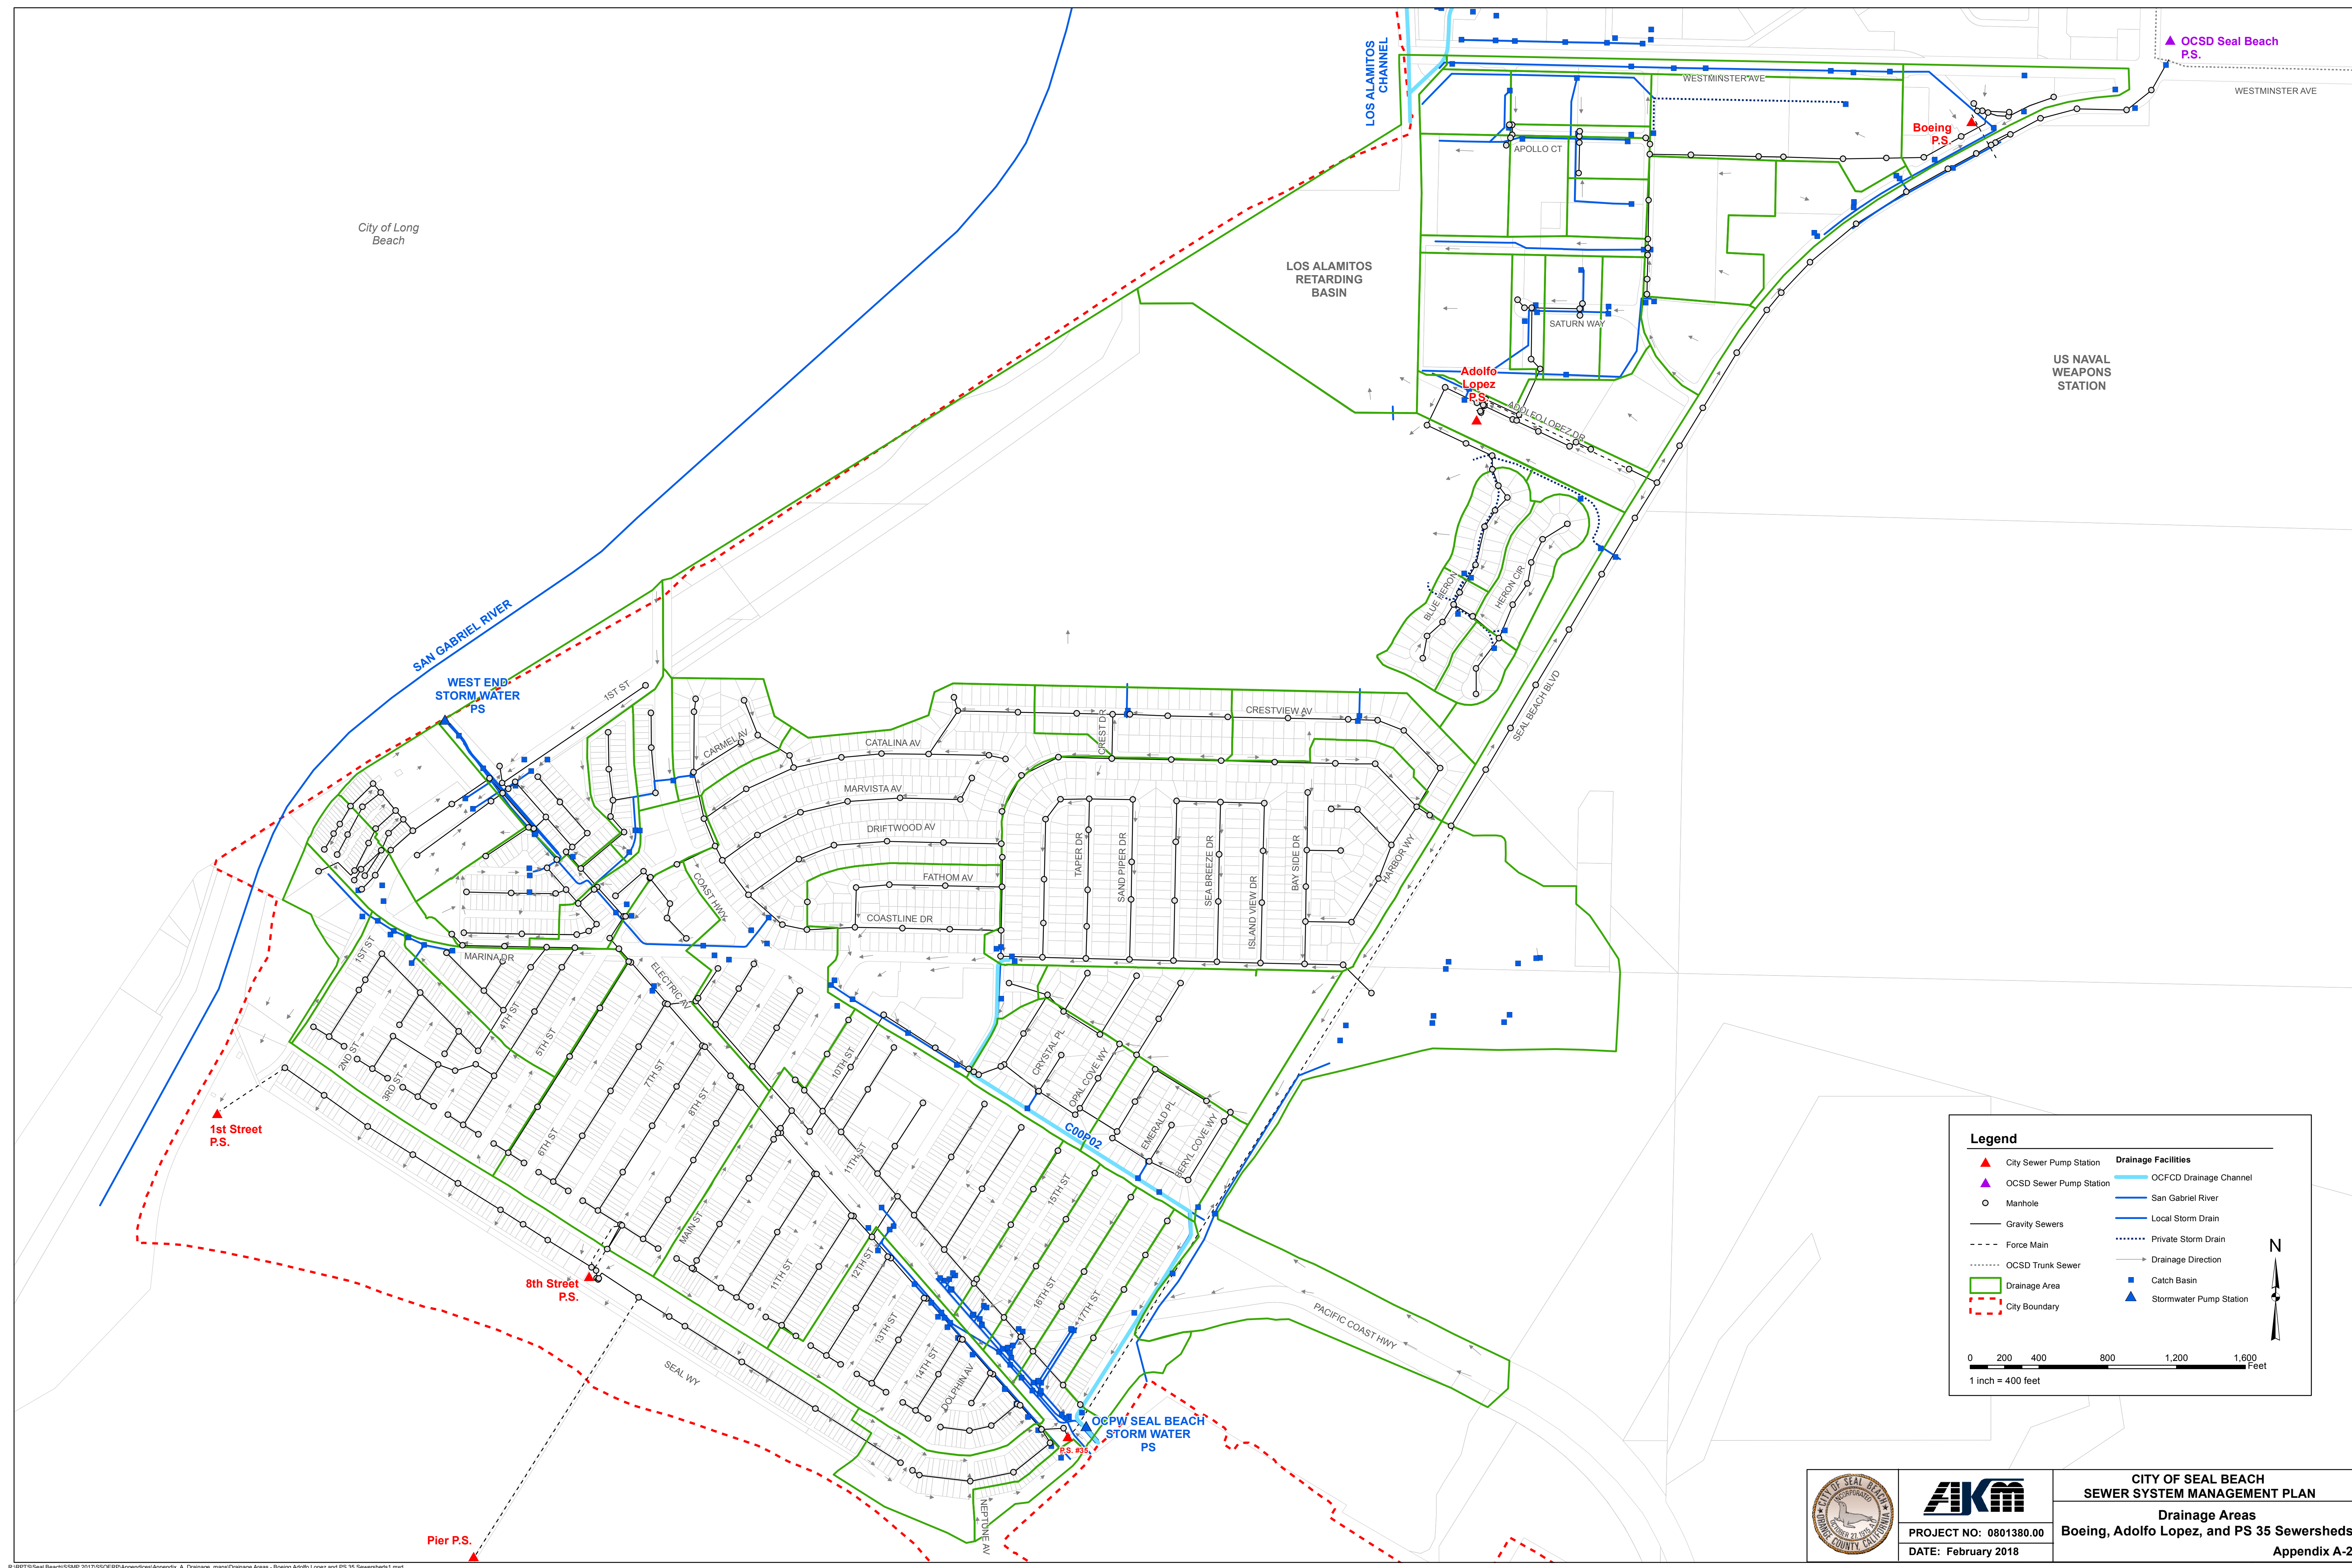 LOS ALAMITOS
CHANNEL
OCSD Seal Beach
P.S.
WESTMINSTER AVE
WESTMINSTER AVE
Boeing
P.S.
APOLLO CT
City of Long
Beach
LOS ALAMITOS
RETARDING
BASIN
SATURN WAY
US NAVAL
WEAPONS
STATION
Adolfo
Lopez
P.S.
ADOLFO LOPEZ DR
BLUE HERON
HERON CIR
SAN GABRIEL RIVER
WEST END
STORM WATER
PS
1ST ST
SEAL BEACH BLVD
CRESTVIEW AV
CREST DR
CARMEL AV
CATALINA AV
MARVISTA AV
DRIFTWOOD AV
TAPER DR
SAND PIPER DR
SEA BREEZE DR
ISLAND VIEW DR
BAY SIDE DR
HARBOR WY
FATHOM AV
COAST HWY
COASTLINE DR
MARINA DR
1ST ST
ELECTRIC AV
4TH ST
5TH ST
2ND ST
3RD ST
7TH ST
8TH ST
10TH ST
CRYSTAL PL
OPAL COVE WY
EMERALD PL
BERYL COVE WY
C00P02
1st Street
P.S.
6TH ST
11TH ST
MAIN ST
15TH ST
12TH ST
11TH ST
16TH ST
17TH ST
8th Street
P.S.
13TH ST
14TH ST
DOLPHIN AV
PACIFIC COAST HWY
SEAL WY
OCPW SEAL BEACH
STORM WATER
PS
P.S. #35
NEPTUNE AV
Pier P.S.
Legend
City Sewer Pump Station
OCSD Sewer Pump Station
Manhole
Gravity Sewers
Force Main
OCSD Trunk Sewer
Drainage Area
City Boundary
Drainage Facilities
OCFCD Drainage Channel
San Gabriel River
Local Storm Drain
Private Storm Drain
Drainage Direction
Catch Basin
Stormwater Pump Station
N
0 200 400 800 1,200 1,600
Feet
1 inch = 400 feet
CITY OF SEAL BEACH
INCORPORATED
OCTOBER 27, 1915
ORANGE COUNTY, CALIFORNIA
AKM
PROJECT NO: 0801380.00
DATE: February 2018
CITY OF SEAL BEACH
SEWER SYSTEM MANAGEMENT PLAN
Drainage Areas
Boeing, Adolfo Lopez, and PS 35 Sewersheds
Appendix A-2